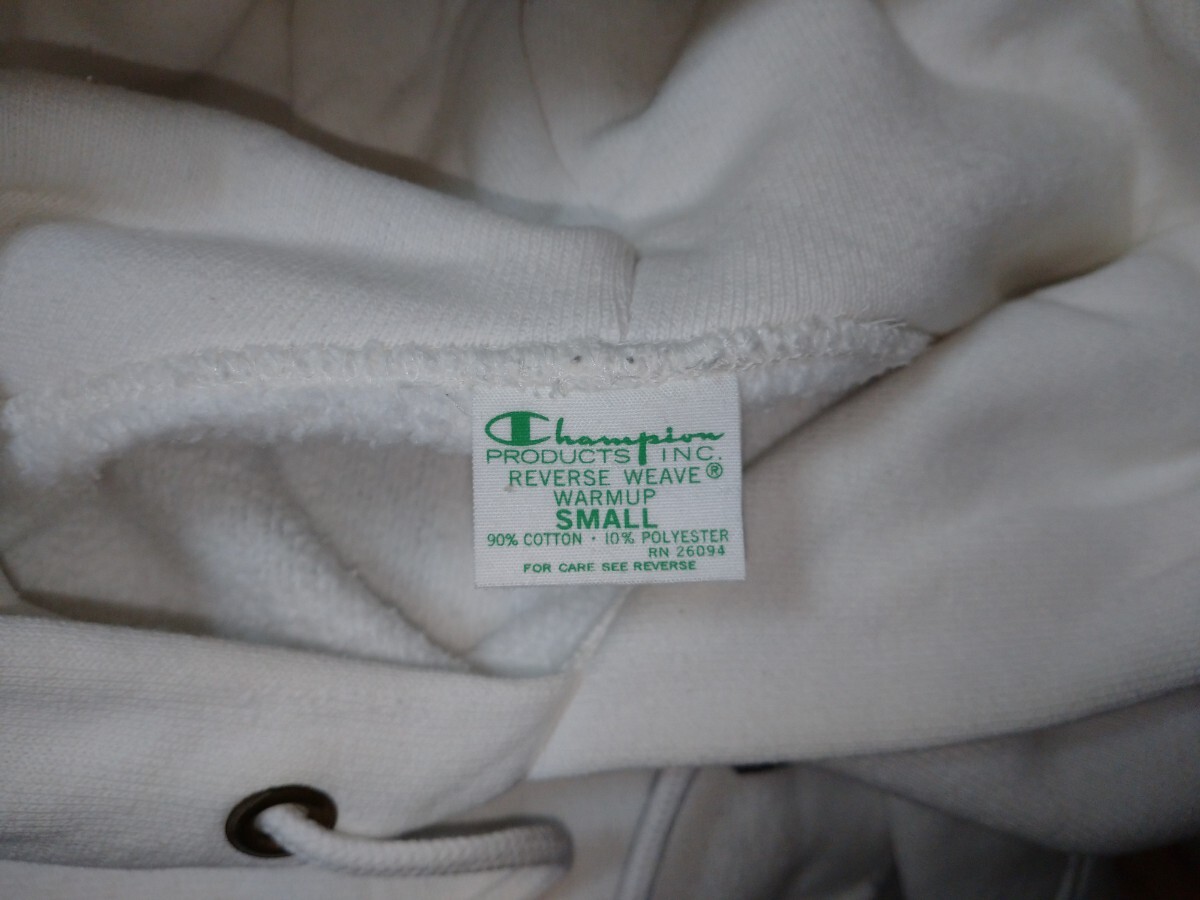 Champion
PRODUCTS INC.
REVERSE WEAVE®
WARMUP
SMALL
90% COTTON · 10% POLYESTER
RN 26094
FOR CARE SEE REVERSE